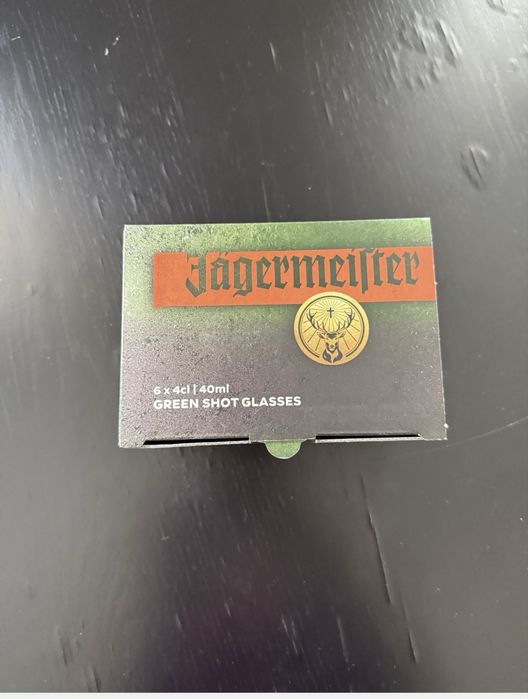 Jägermeiſter
6 x 4cl | 40ml
GREEN SHOT GLASSES